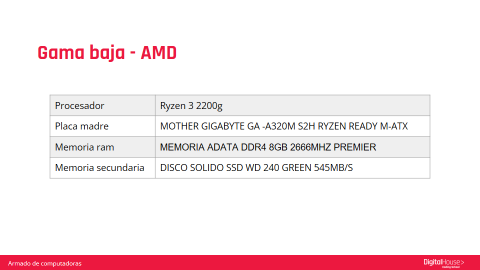 Gama baja - AMD
Procesador Ryzen 3 2200g
Placa madre MOTHER GIGABYTE GA -A320M S2H RYZEN READY M-ATX
Memoria ram MEMORIA ADATA DDR4 8GB 2666MHZ PREMIER
Memoria secundaria DISCO SOLIDO SSD WD 240 GREEN 545MB/S
Armado de computadoras
DigitalHouse>